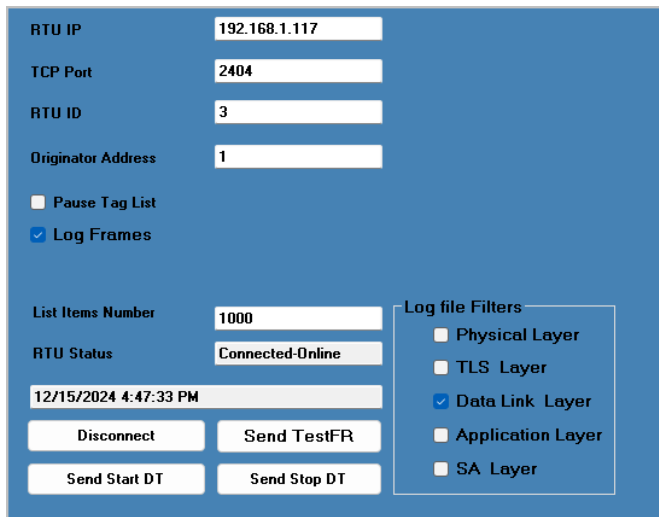 RTU IP 192.168.1.117
TCP Port 2404
RTU ID 3
Originator Address 1
Pause Tag List
Log Frames
List Items Number 1000
RTU Status Connected-Online
12/15/2024 4:47:33 PM
Disconnect Send TestFR
Send Start DT Send Stop DT
Log file Filters
Physical Layer
TLS Layer
Data Link Layer
Application Layer
SA Layer